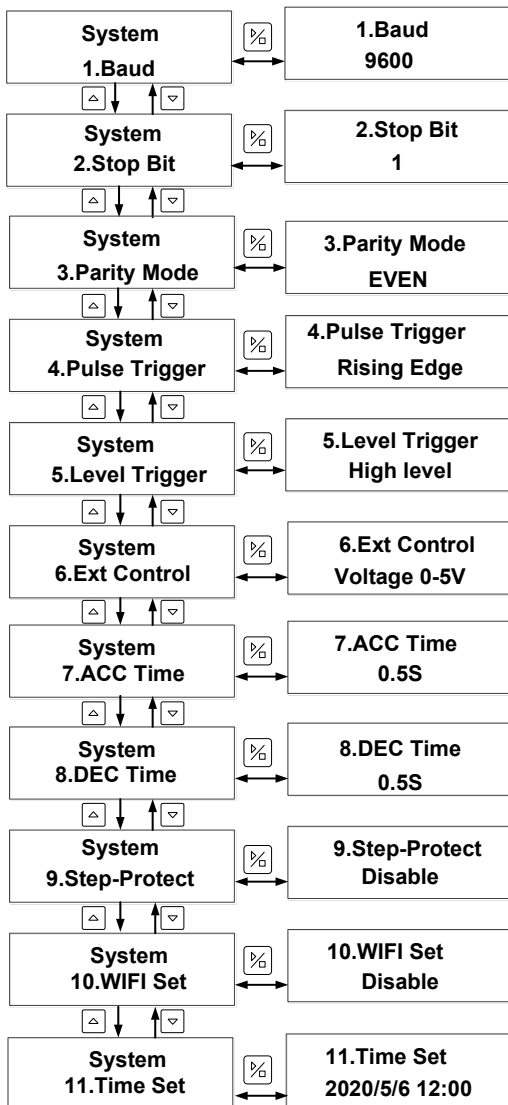 System
1.Baud
1.Baud
9600
System
2.Stop Bit
2.Stop Bit
1
System
3.Parity Mode
3.Parity Mode
EVEN
System
4.Pulse Trigger
4.Pulse Trigger
Rising Edge
System
5.Level Trigger
5.Level Trigger
High level
System
6.Ext Control
6.Ext Control
Voltage 0-5V
System
7.ACC Time
7.ACC Time
0.5S
System
8.DEC Time
8.DEC Time
0.5S
System
9.Step-Protect
9.Step-Protect
Disable
System
10.WIFI Set
10.WIFI Set
Disable
System
11.Time Set
11.Time Set
2020/5/6 12:00